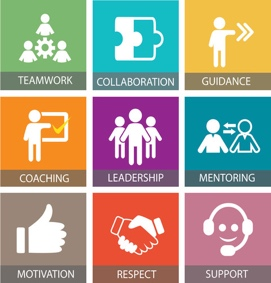 TEAMWORK
COLLABORATION
GUIDANCE
COACHING
LEADERSHIP
MENTORING
MOTIVATION
RESPECT
SUPPORT